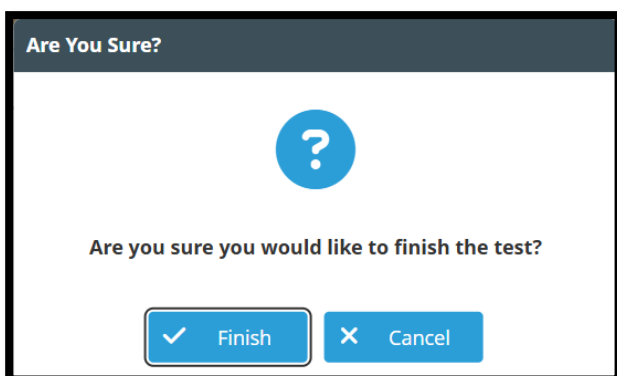 Are You Sure?
?
Are you sure you would like to finish the test?
Finish
Cancel